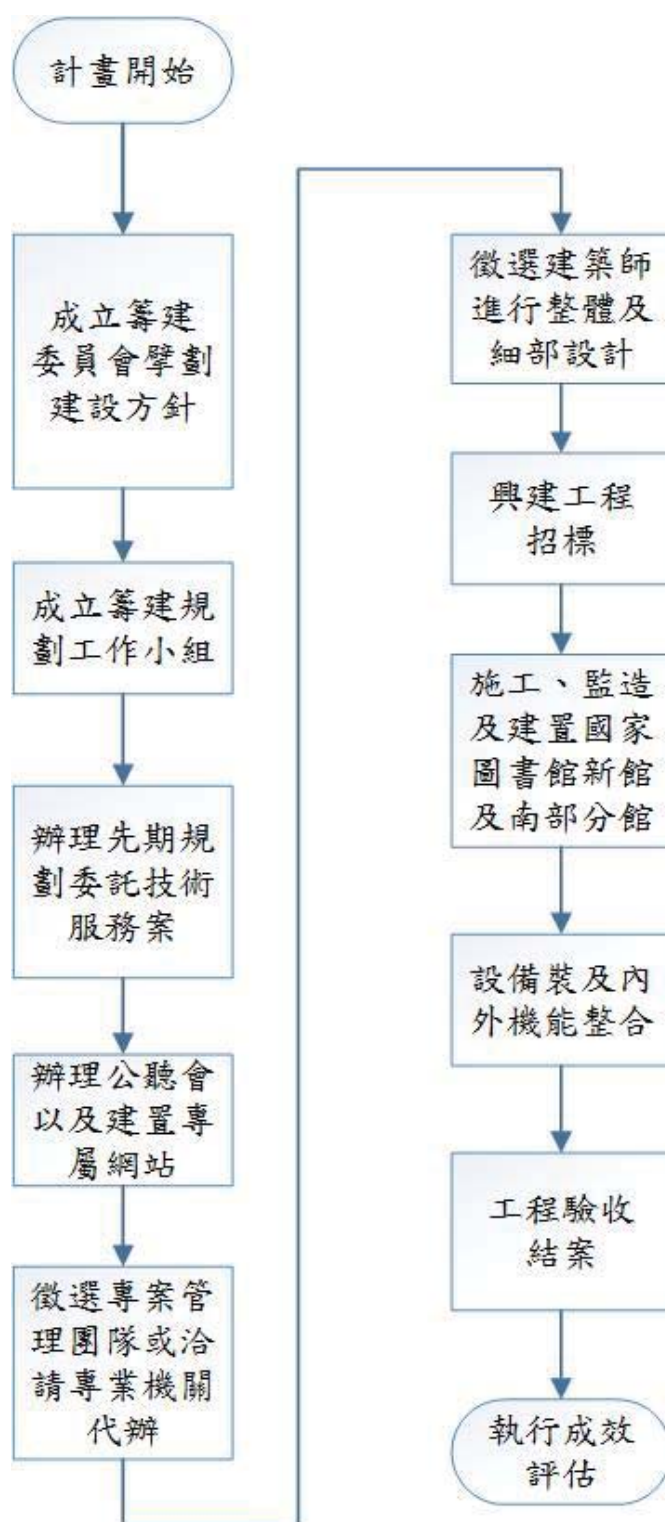 計畫開始
成立籌建
委員會擘劃
建設方針
成立籌建規
劃工作小組
辦理先期規
劃委託技術
服務案
辦理公聽會
以及建置專
屬網站
徵選專案管
理團隊或洽
請專業機關
代辦
徵選建築師
進行整體及
細部設計
興建工程
招標
施工、監造
及建置國家
圖書館新館
及南部分館
設備裝及內
外機能整合
工程驗收
結案
執行成效
評估